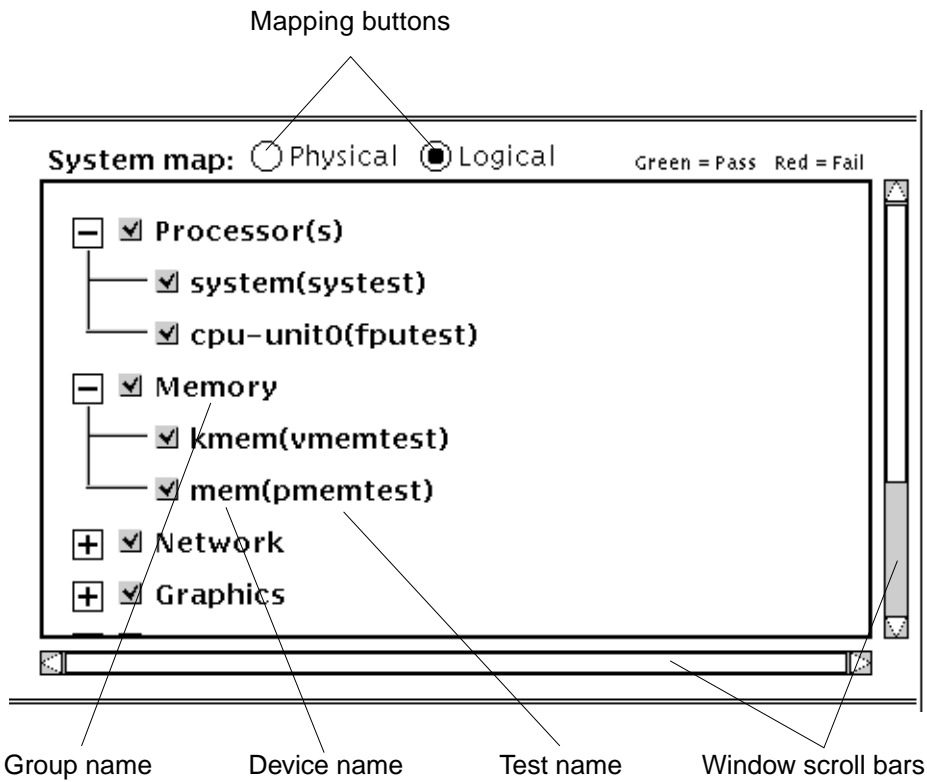 Mapping buttons
System map: Physical Logical Green = Pass Red = Fail
Processor(s)
system(systest)
cpu-unit0(fputest)
Memory
kmem(vmemtest)
mem(pmemtest)
Network
Graphics
Group name Device name Test name Window scroll bars